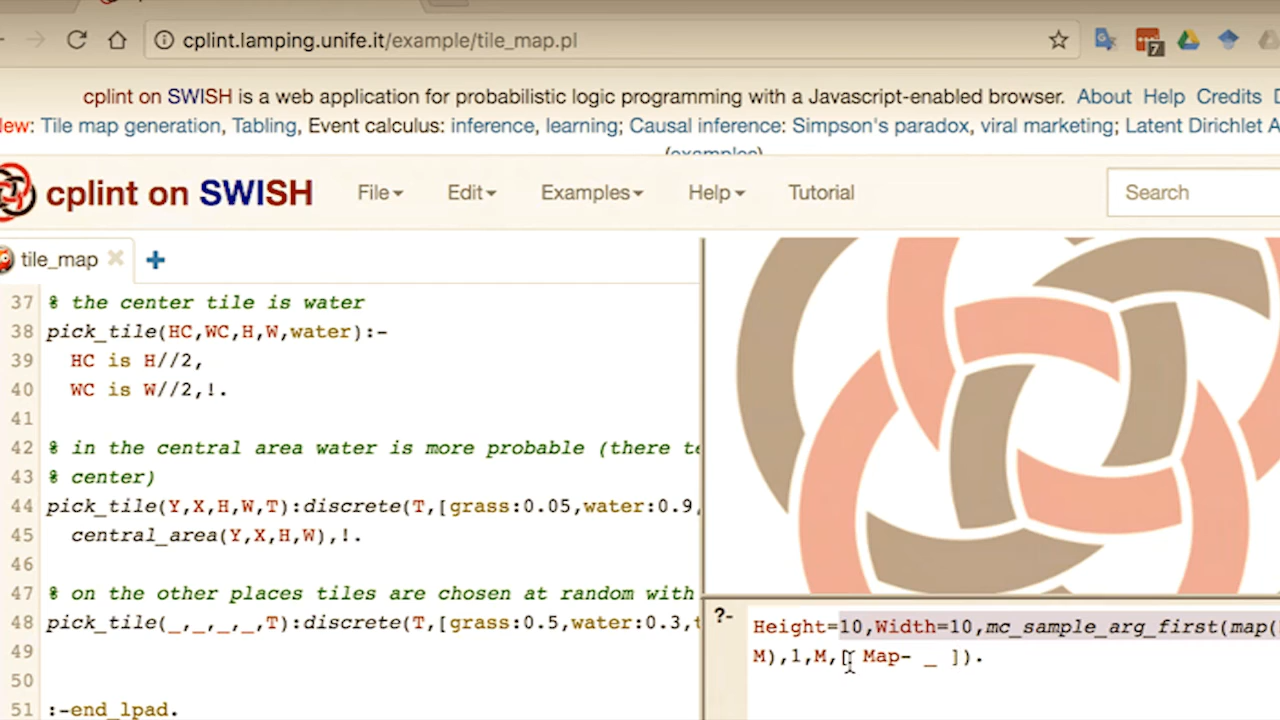 cplint.lamping.unife.it/example/tile_map.pl
7
cplint on SWISH is a web application for probabilistic logic programming with a Javascript-enabled browser. About Help Credits D
New: Tile map generation, Tabling, Event calculus: inference, learning; Causal inference: Simpson's paradox, viral marketing; Latent Dirichlet A
(examples)
cplint on SWISH File Edit Examples Help Tutorial Search
tile_map
37 % the center tile is water
38 pick_tile(HC,WC,H,W,water):-
39 HC is H//2,
40 WC is W//2,!.
41
42 % in the central area water is more probable (there te
43 % center)
44 pick_tile(Y,X,H,W,T):discrete(T,[grass:0.05,water:0.9,
45 central_area(Y,X,H,W),!.
46
47 % on the other places tiles are chosen at random with
48 pick_tile(_,_,_,_,T):discrete(T,[grass:0.5,water:0.3,t
49
50
51 :-end_lpad.
?- Height=10,Width=10,mc_sample_arg_first(map(
M),1,M,[ Map- _ ]).